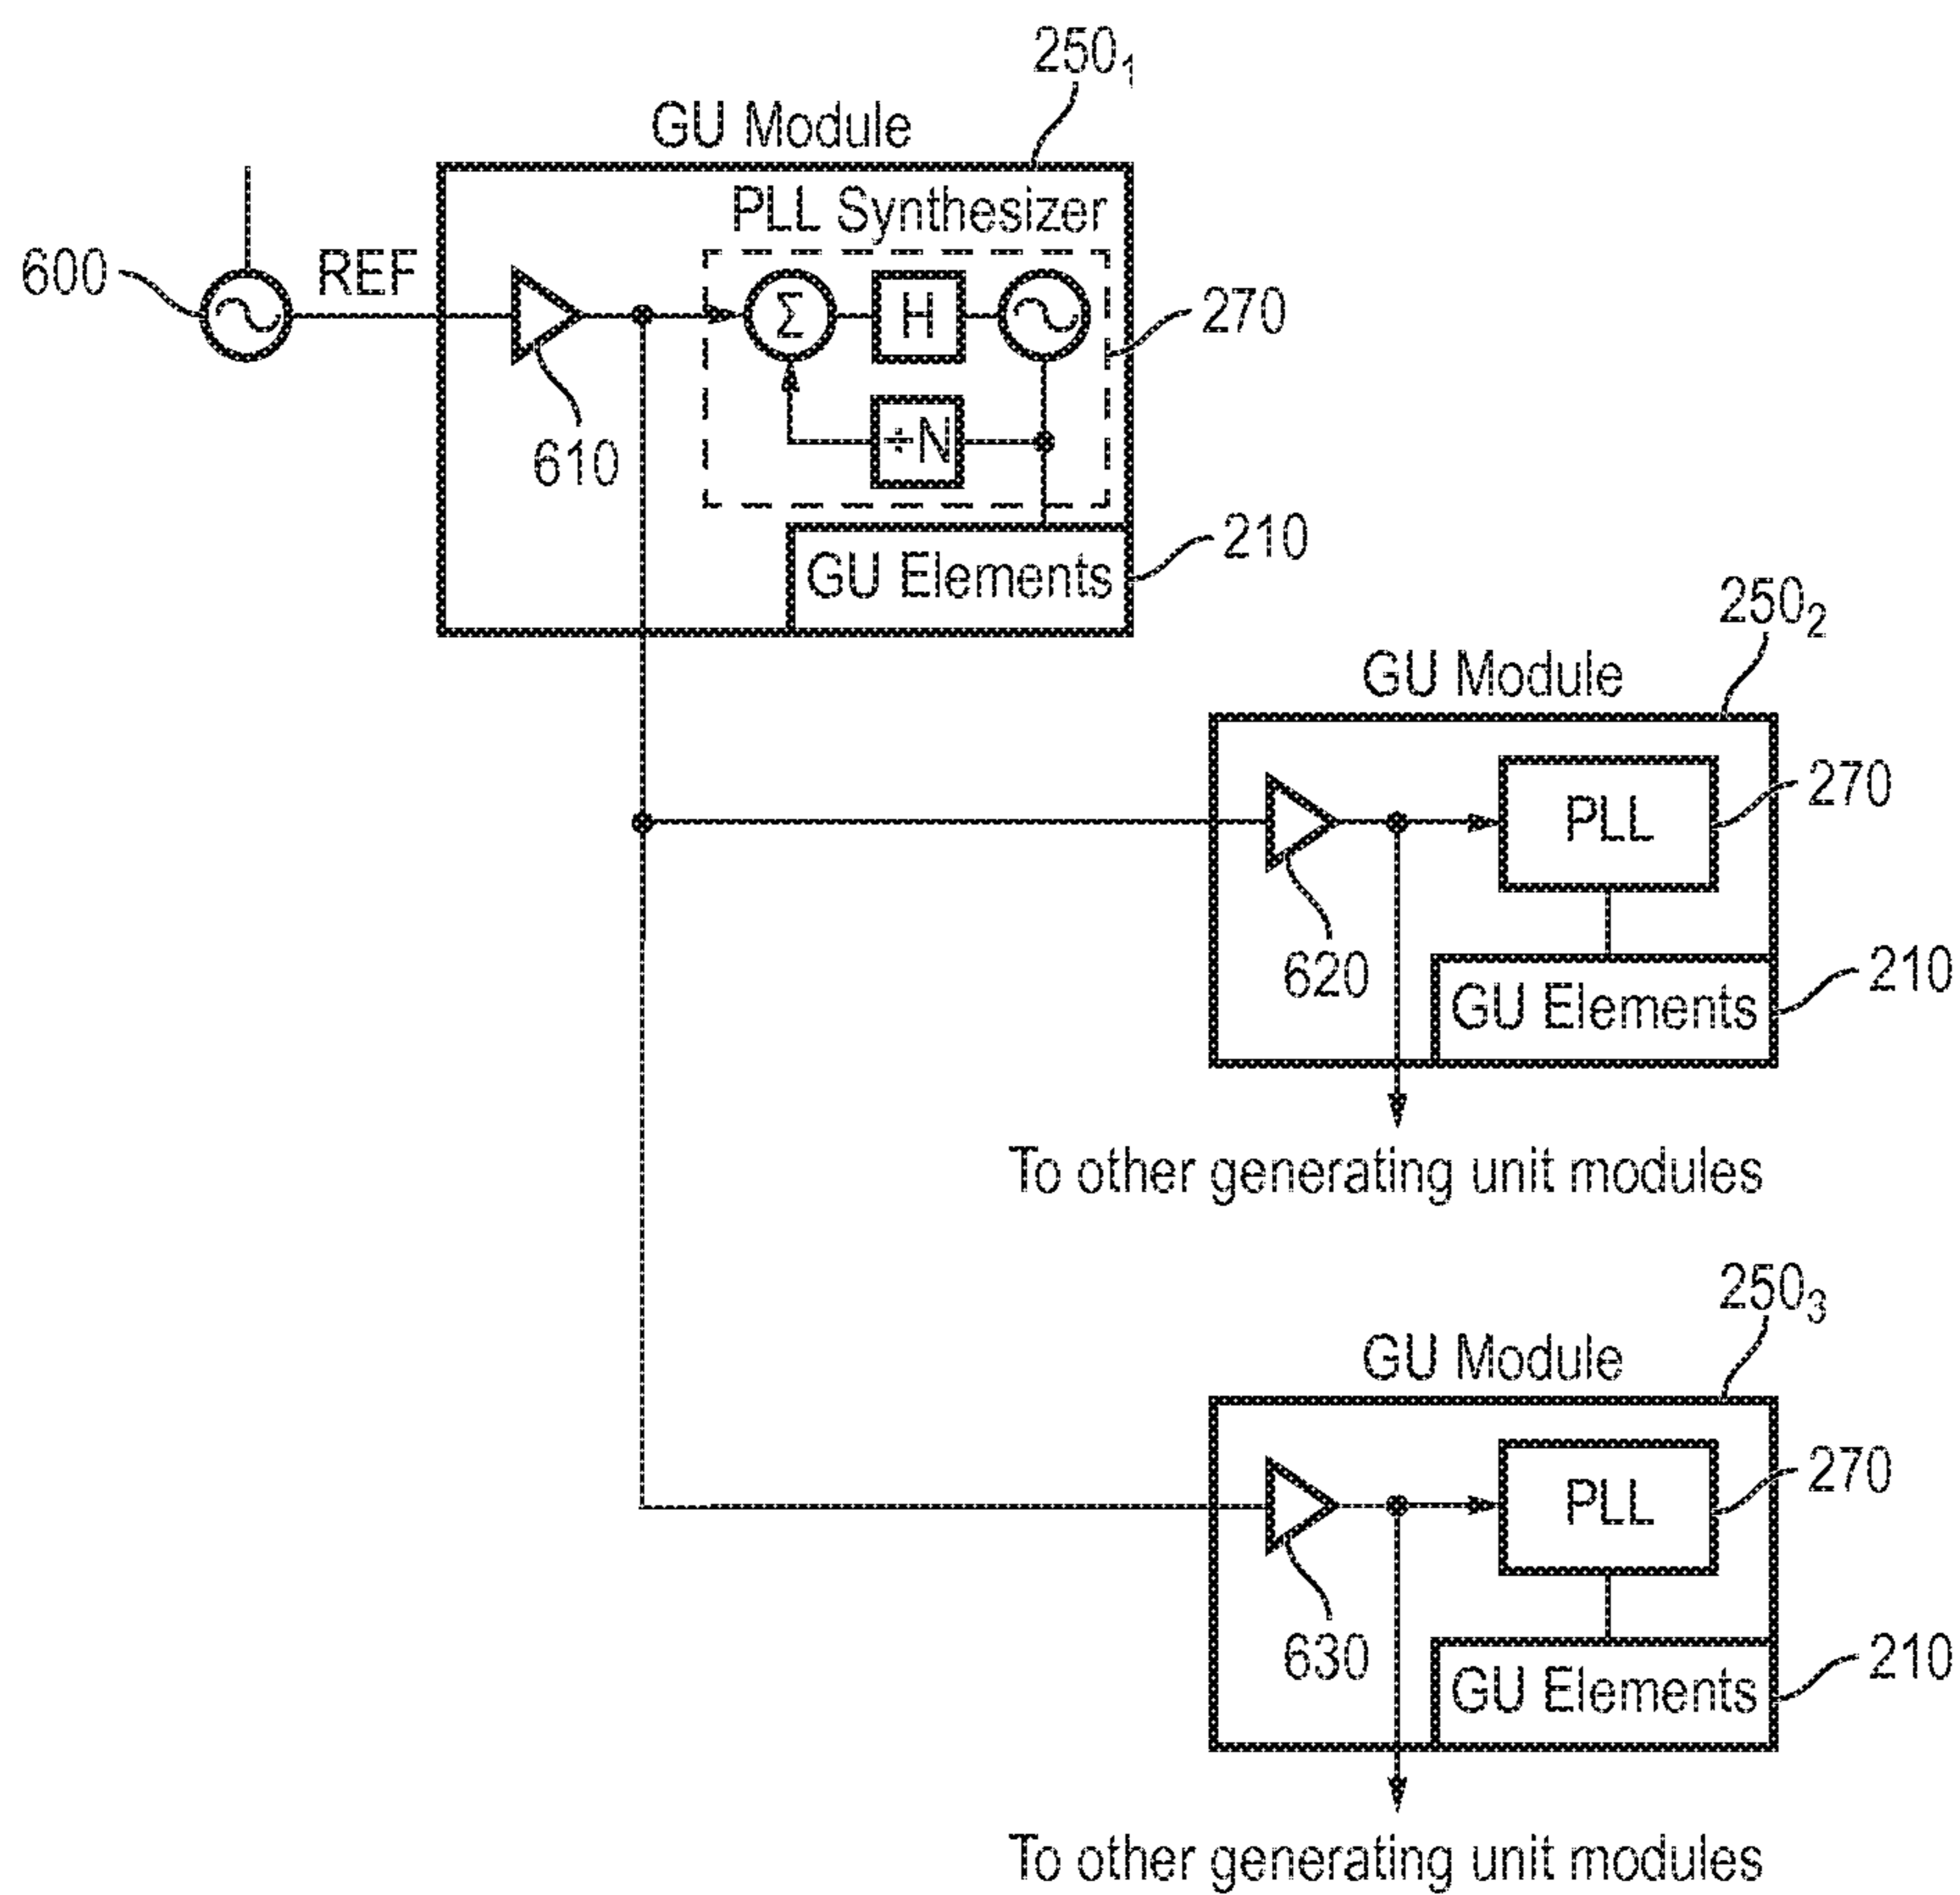 250₁
GU Module
PLL Synthesizer
600
REF
Σ
H
270
÷N
610
210
GU Elements
250₂
GU Module
270
PLL
620
210
GU Elements
To other generating unit modules
250₃
GU Module
270
PLL
630
210
GU Elements
To other generating unit modules